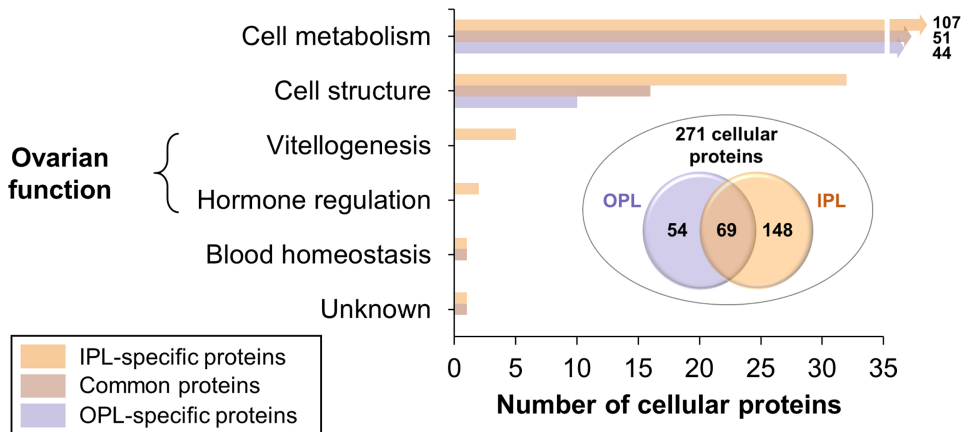 Cell metabolism
107
51
44
Cell structure
Vitellogenesis
Ovarian
function
Hormone regulation
Blood homeostasis
Unknown
271 cellular
proteins
OPL
54
69
148
IPL
0 5 10 15 20 25 30 35
Number of cellular proteins
IPL-specific proteins
Common proteins
OPL-specific proteins